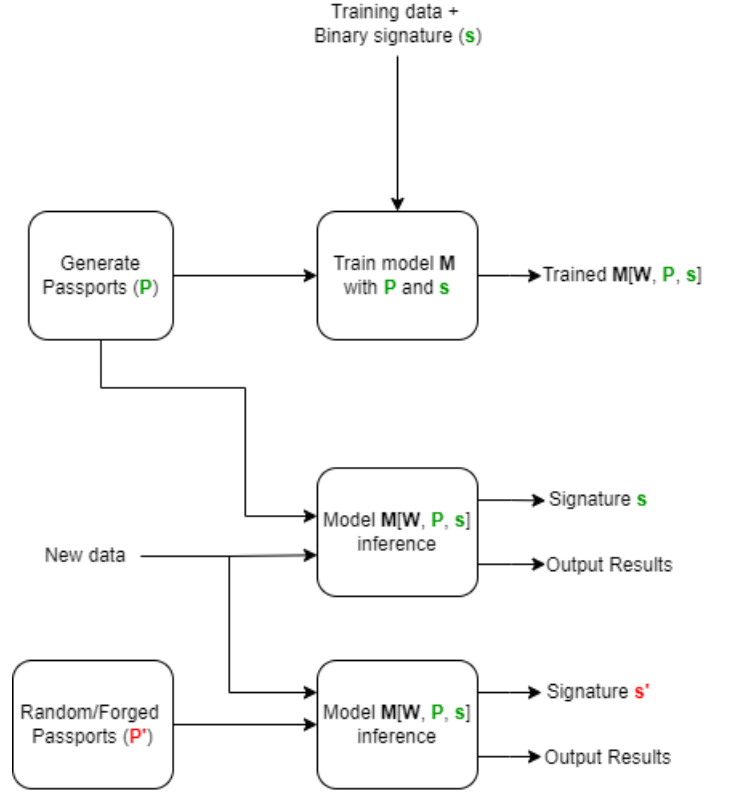 Training data +
Binary signature (s)
Generate
Passports (P)
Train model M
with P and s
Trained M[W, P, s]
Model M[W, P, s]
inference
Signature s
Output Results
New data
Random/Forged
Passports (P')
Model M[W, P, s]
inference
Signature s'
Output Results